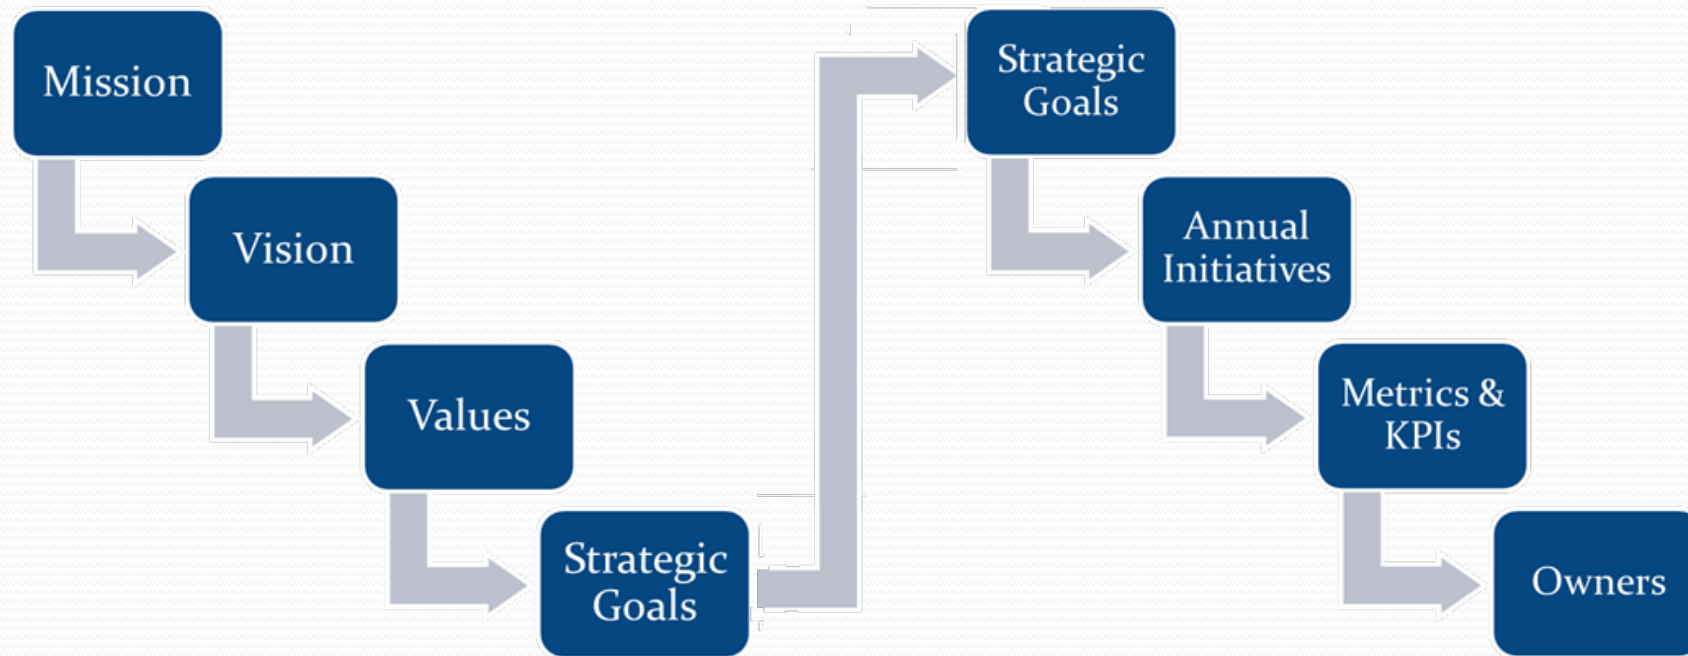 Mission
Vision
Values
Strategic
Goals
Strategic
Goals
Annual
Initiatives
Metrics &
KPIs
Owners